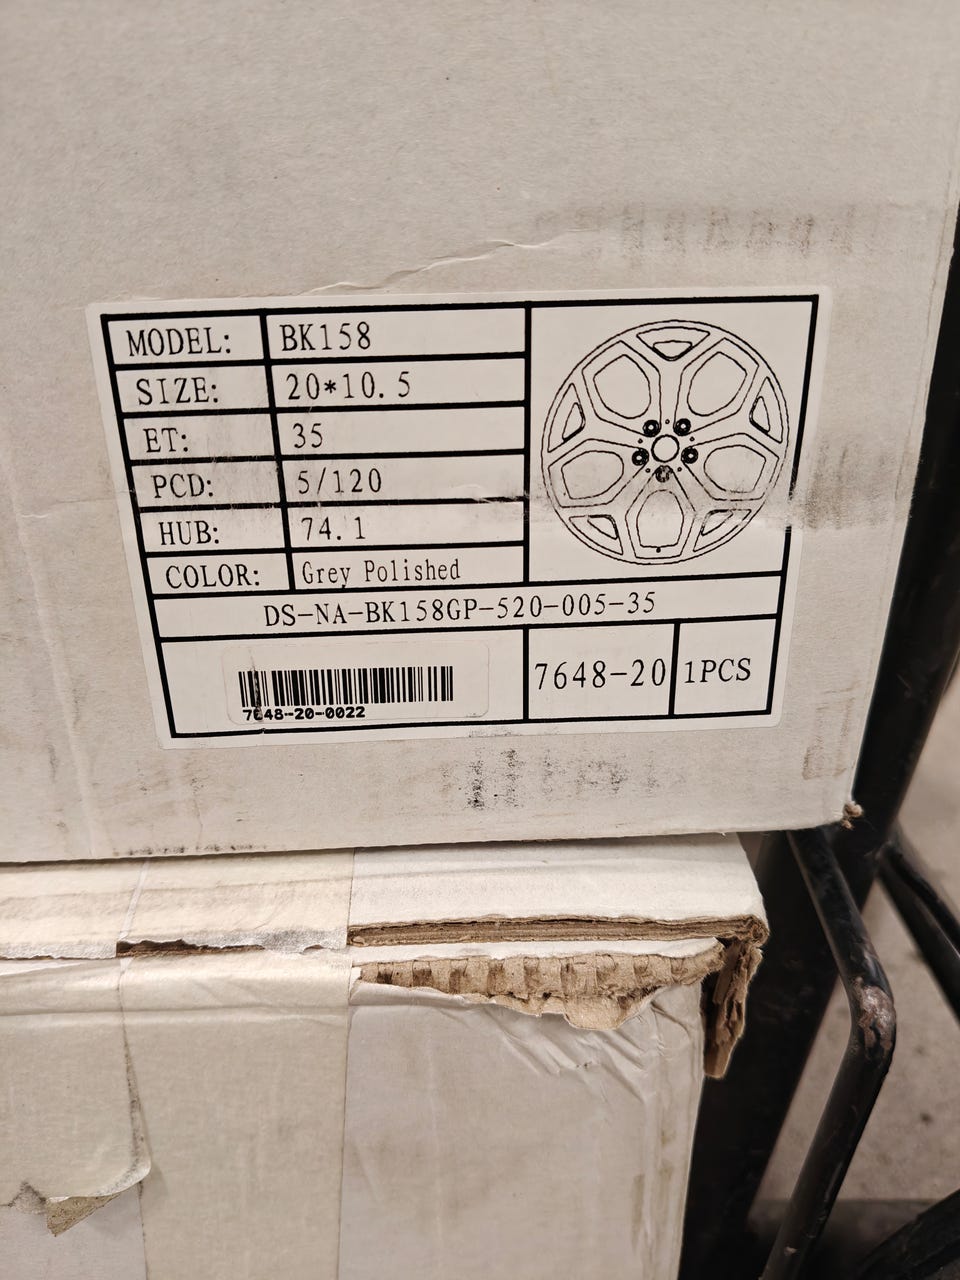 MODEL: BK158
SIZE: 20*10.5
ET: 35
PCD: 5/120
HUB: 74.1
COLOR: Grey Polished
DS-NA-BK158GP-520-005-35
7648-20 1PCS
7648-20-0022